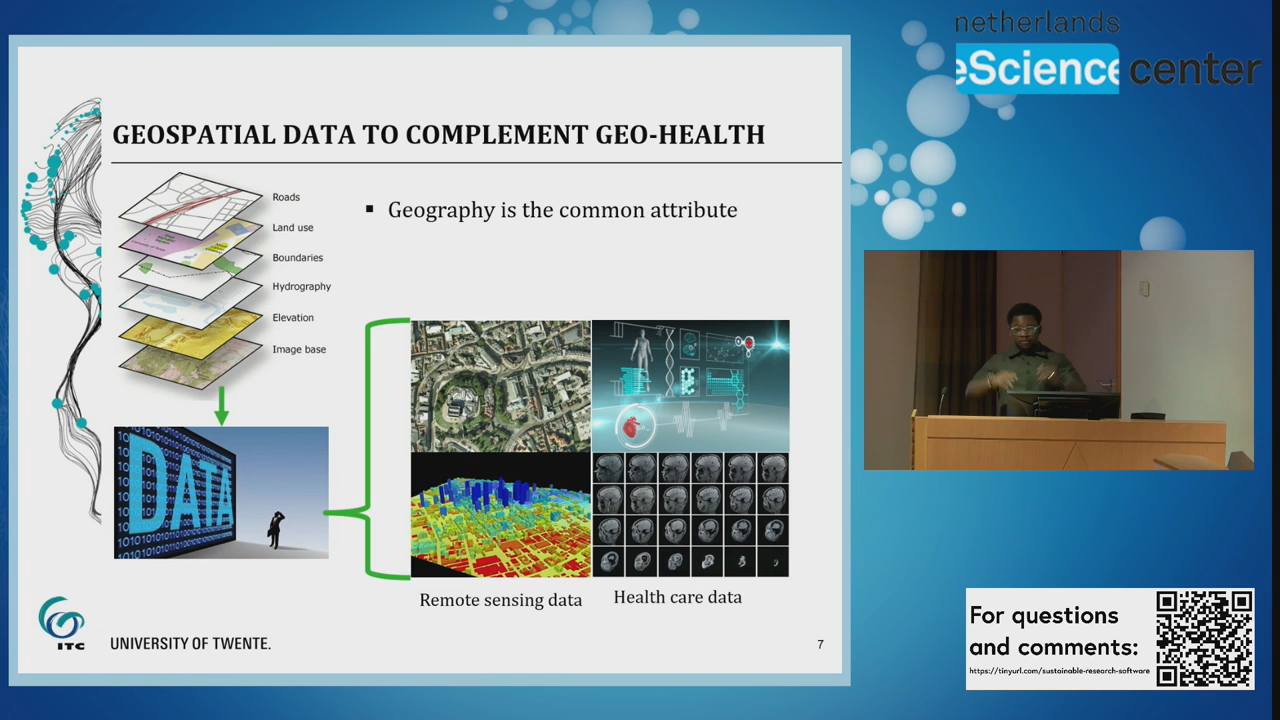 netherlands
eScience center
GEOSPATIAL DATA TO COMPLEMENT GEO-HEALTH
Roads
Land use
Boundaries
Hydrography
Elevation
Image base
▪ Geography is the common attribute
DATA
Remote sensing data
Health care data
ITC
UNIVERSITY OF TWENTE.
7
For questions
and comments:
https://tinyurl.com/sustainable-research-software